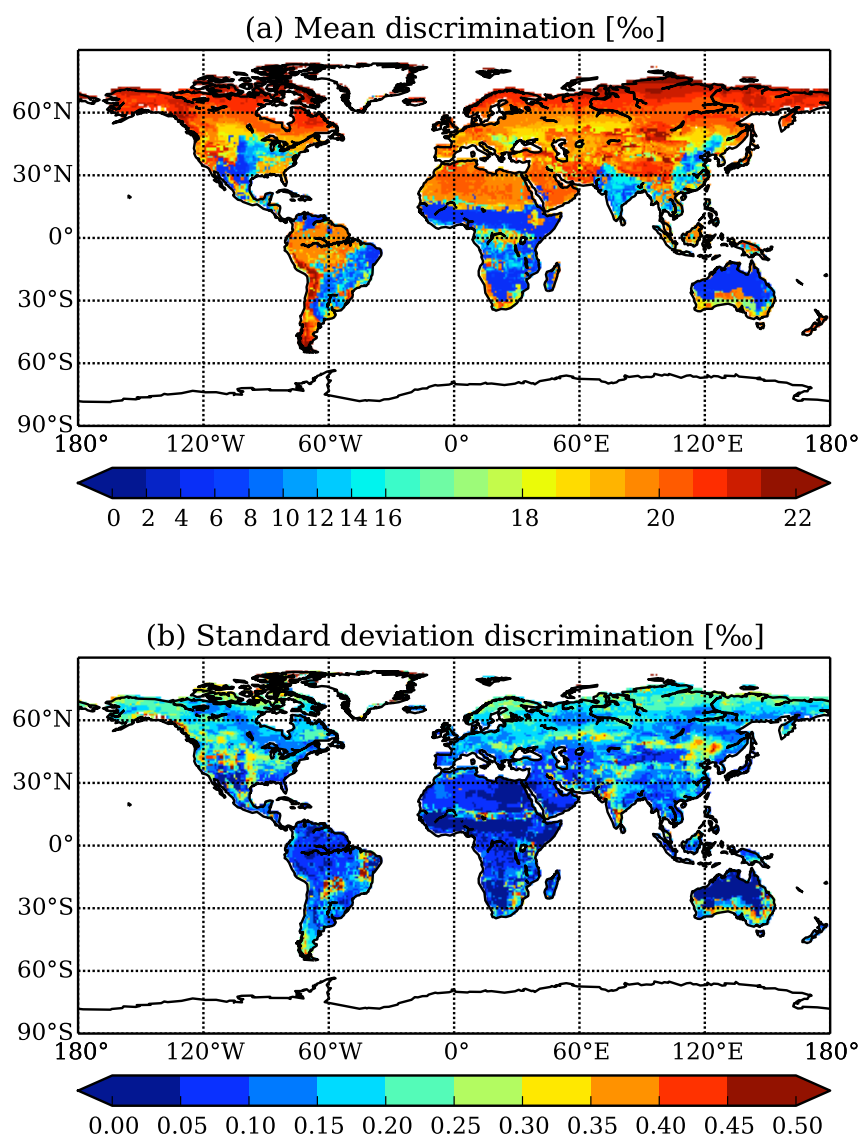 (a) Mean discrimination [‰]
60°N
30°N
0°
30°S
60°S
90°S
180° 120°W 60°W 0° 60°E 120°E 180°
0 2 4 6 8 10 12 14 16 18 20 22
(b) Standard deviation discrimination [‰]
60°N
30°N
0°
30°S
60°S
90°S
180° 120°W 60°W 0° 60°E 120°E 180°
0.00 0.05 0.10 0.15 0.20 0.25 0.30 0.35 0.40 0.45 0.50